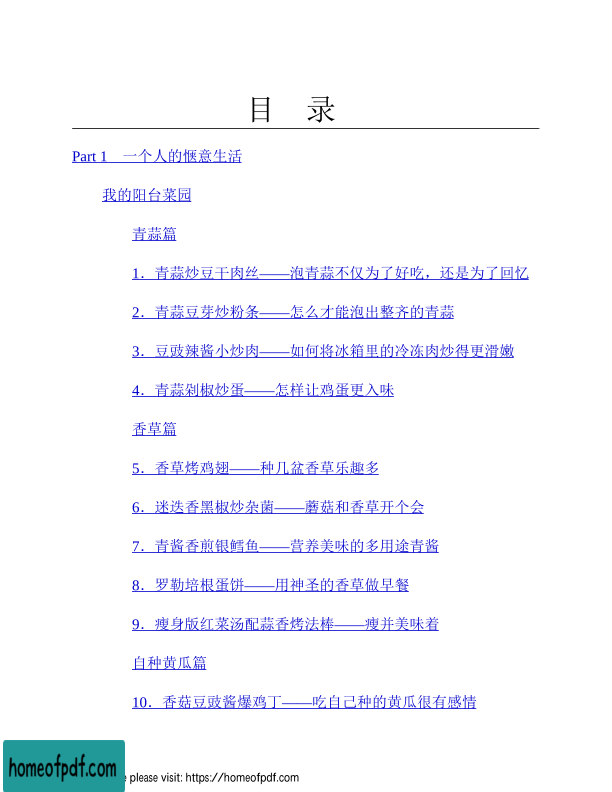 目 录
Part 1 一个人的惬意生活
我的阳台菜园
青蒜篇
1．青蒜炒豆干肉丝——泡青蒜不仅为了好吃，还是为了回忆
2．青蒜豆芽炒粉条——怎么才能泡出整齐的青蒜
3．豆豉辣酱小炒肉——如何将冰箱里的冷冻肉炒得更滑嫩
4．青蒜剁椒炒蛋——怎样让鸡蛋更入味
香草篇
5．香草烤鸡翅——种几盆香草乐趣多
6．迷迭香黑椒炒杂菌——蘑菇和香草开个会
7．青酱香煎银鳕鱼——营养美味的多用途青酱
8．罗勒培根蛋饼——用神圣的香草做早餐
9．瘦身版红菜汤配蒜香烤法棒——瘦并美味着
自种黄瓜篇
10．香菇豆豉酱爆鸡丁——吃自己种的黄瓜很有感情
homeofpdf.com
please visit: https://homeofpdf.com